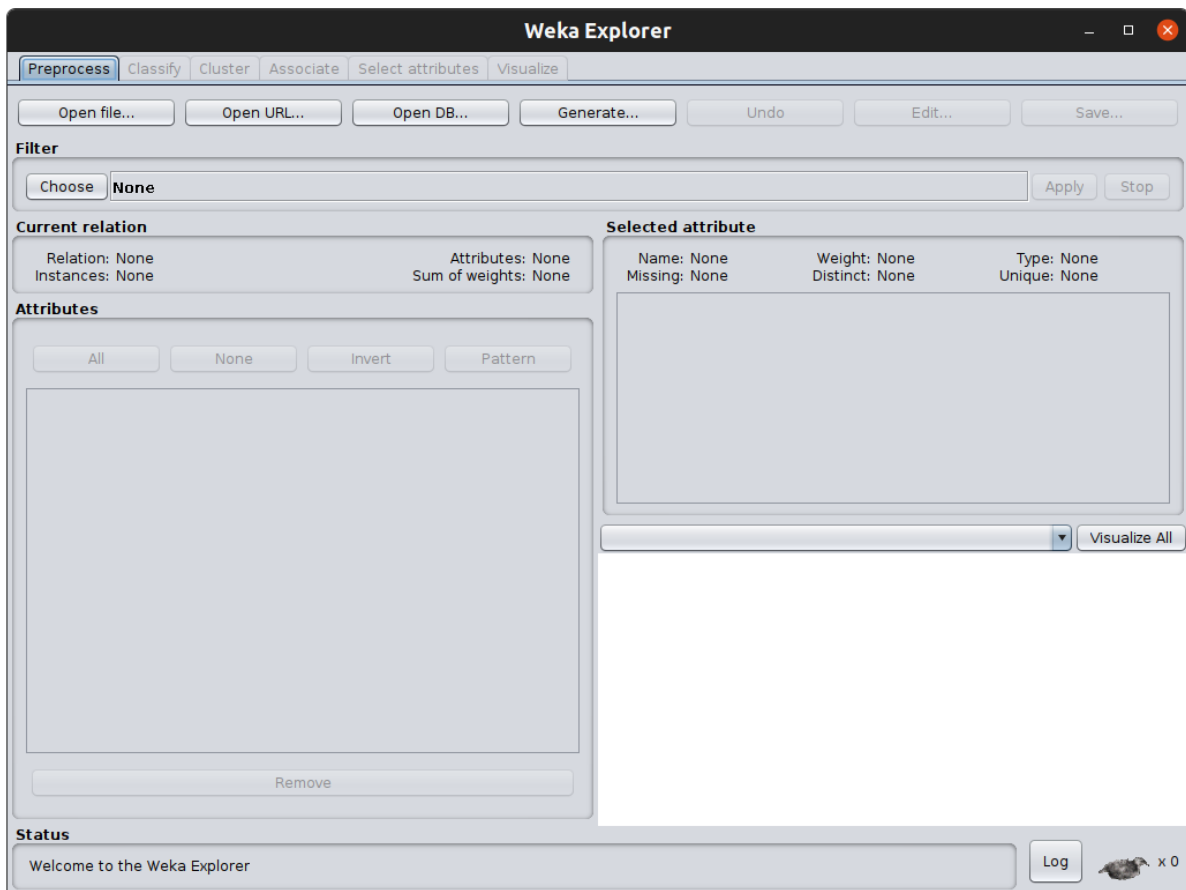 Weka Explorer
Preprocess Classify Cluster Associate Select attributes Visualize
Open file... Open URL... Open DB... Generate... Undo Edit... Save...
Filter
Choose None Apply Stop
Current relation
Relation: None Attributes: None
Instances: None Sum of weights: None
Attributes
All None Invert Pattern
Remove
Selected attribute
Name: None Weight: None Type: None
Missing: None Distinct: None Unique: None
Visualize All
Status
Welcome to the Weka Explorer
Log x 0